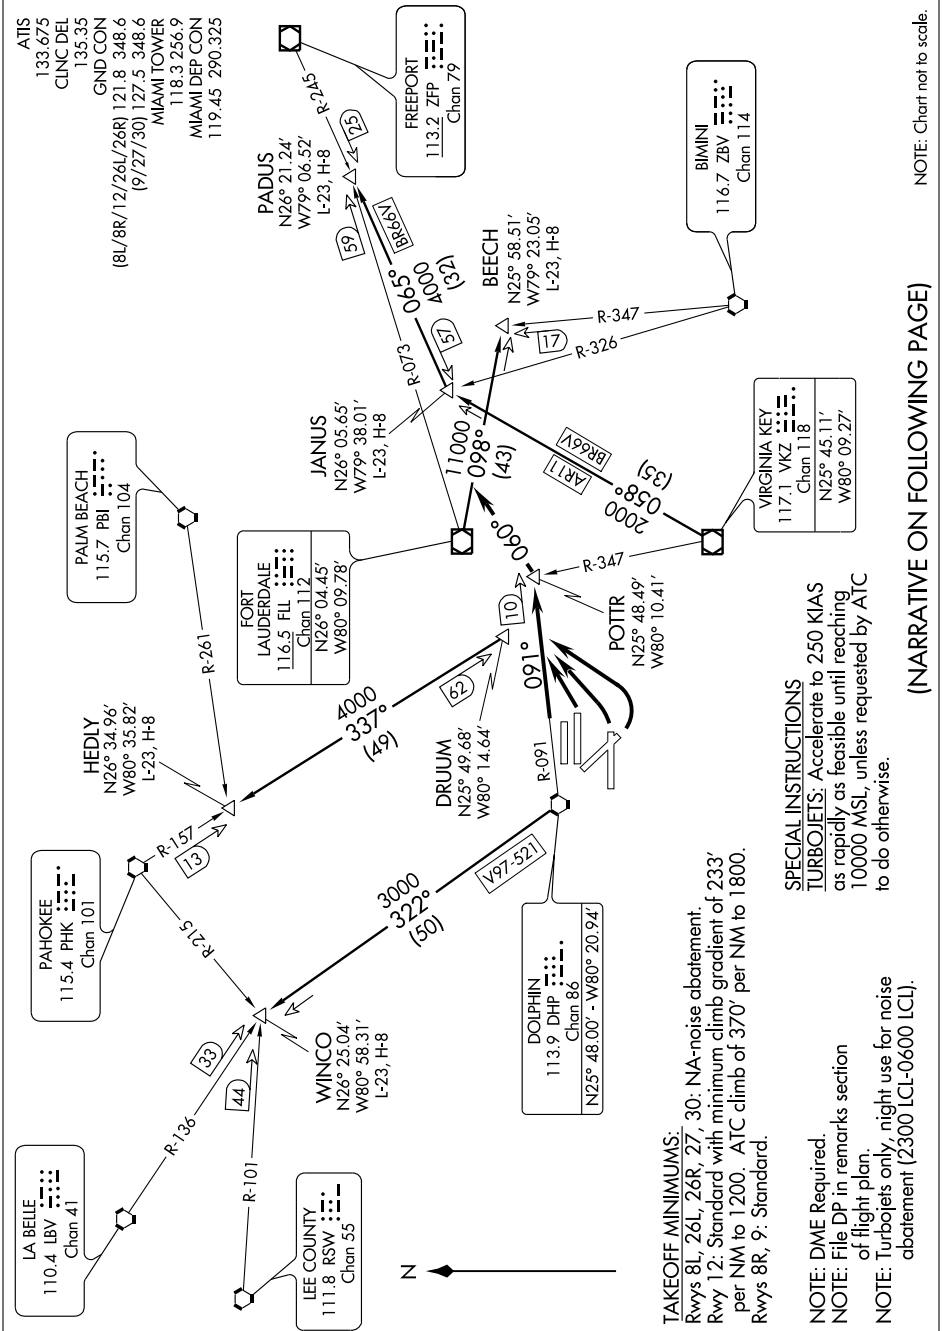 ATIS
133.675
CLNC DEL
135.35
GND CON
(8L/8R/12/26L/26R) 121.8 348.6
(9/27/30) 127.5 348.6
MIAMI TOWER
118.3 256.9
MIAMI DEP CON
119.45 290.325
LA BELLE
110.4 LBV
Chan 41
R-136
33
LEE COUNTY
111.8 RSW
Chan 55
R-101
44
N
PAHOKEE
115.4 PHK
Chan 101
R-157
13
R-215
WINCO
N26° 25.04′
W80° 58.31′
L-23, H-8
HEDLY
N26° 34.96′
W80° 35.82′
L-23, H-8
PALM BEACH
115.7 PBI
Chan 104
R-261
3000
322°
(50)
V97-521
4000
337°
(49)
62
DOLPHIN
113.9 DHP
Chan 86
N25° 48.00′ - W80° 20.94′
R-091
091°
DRUUM
N25° 49.68′
W80° 14.64′
10
FORT
LAUDERDALE
116.5 FLL
Chan 112
N26° 04.45′
W80° 09.78′
POTTR
N25° 48.49′
W80° 10.41′
060°
R-347
VIRGINIA KEY
117.1 VKZ
Chan 118
N25° 45.11′
W80° 09.27′
2000
058°
(35)
AR11
BR66V
11000
098°
(43)
JANUS
N26° 05.65′
W79° 38.01′
L-23, H-8
57
R-073
59
065°
4000
(32)
BR66V
PADUS
N26° 21.24′
W79° 06.52′
L-23, H-8
25
R-245
FREEPORT
113.2 ZFP
Chan 79
BEECH
N25° 58.51′
W79° 23.05′
L-23, H-8
17
R-347
R-326
BIMINI
116.7 ZBV
Chan 114
TAKEOFF MINIMUMS:
Rwys 8L, 26L, 26R, 27, 30: NA-noise abatement.
Rwy 12: Standard with minimum climb gradient of 233′
per NM to 1200. ATC climb of 370′ per NM to 1800.
Rwys 8R, 9: Standard.
NOTE: DME Required.
NOTE: File DP in remarks section
of flight plan.
NOTE: Turbojets only, night use for noise
abatement (2300 LCL-0600 LCL).
SPECIAL INSTRUCTIONS
TURBOJETS: Accelerate to 250 KIAS
as rapidly as feasible until reaching
10000 MSL, unless requested by ATC
to do otherwise.
(NARRATIVE ON FOLLOWING PAGE)
NOTE: Chart not to scale.